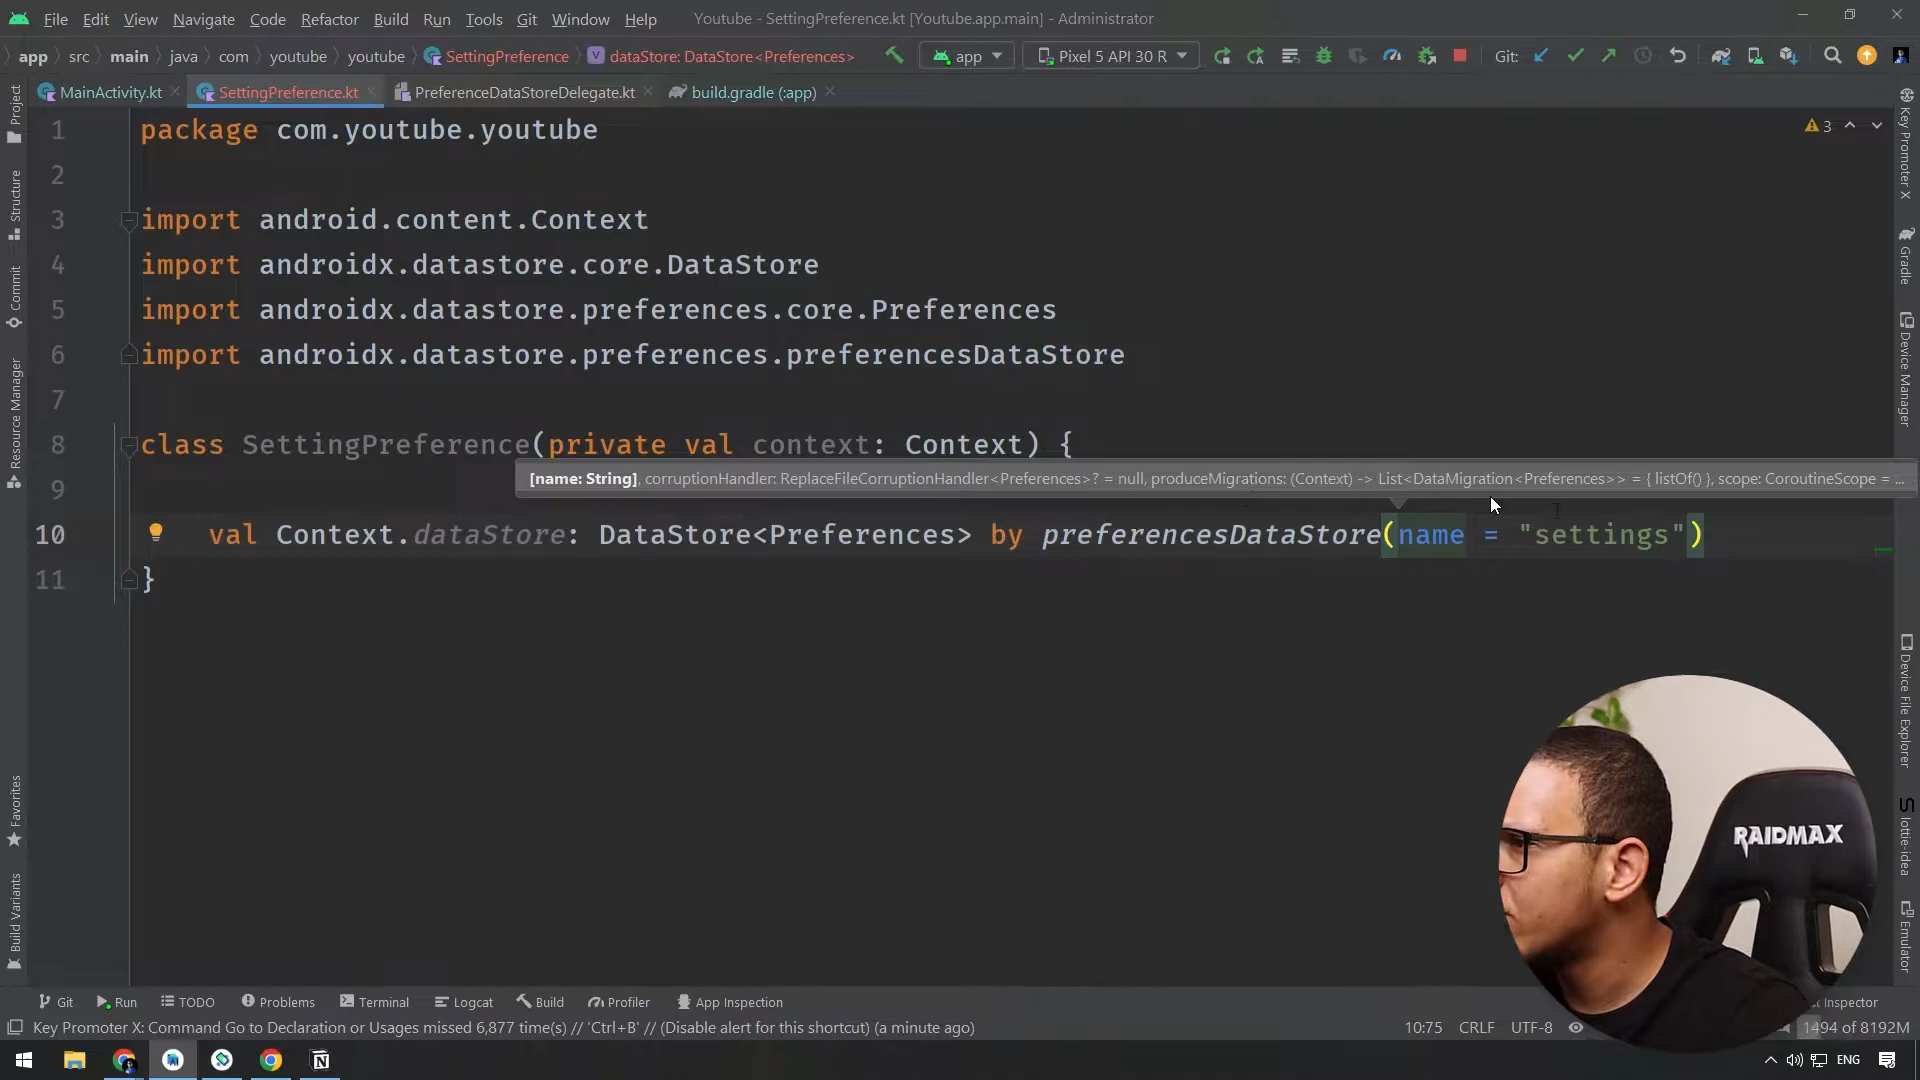 File Edit View Navigate Code Refactor Build Run Tools Git Window Help Youtube - SettingPreference.kt [Youtube.app.main] - Administrator
app src main java com youtube youtube SettingPreference dataStore: DataStore<Preferences> app Pixel 5 API 30 R Git:
MainActivity.kt SettingPreference.kt PreferenceDataStoreDelegate.kt build.gradle (:app)
1 package com.youtube.youtube
3
2
3 import android.content.Context
4 import androidx.datastore.core.DataStore
5 import androidx.datastore.preferences.core.Preferences
6 import androidx.datastore.preferences.preferencesDataStore
7
8 class SettingPreference(private val context: Context) {
[name: String], corruptionHandler: ReplaceFileCorruptionHandler<Preferences>? = null, produceMigrations: (Context) -> List<DataMigration<Preferences>> = { listOf() }, scope: CoroutineScope = ...
9
10 val Context.dataStore: DataStore<Preferences> by preferencesDataStore(name = "settings")
11 }
Project
Structure
Commit
Resource Manager
Favorites
Build Variants
Key Promoter X
Gradle
Device Manager
Device File Explorer
lottie-idea
Emulator
RAIDMAX
Git Run TODO Problems Terminal Logcat Build Profiler App Inspection Inspector
Key Promoter X: Command Go to Declaration or Usages missed 6,877 time(s) // 'Ctrl+B' // (Disable alert for this shortcut) (a minute ago) 10:75 CRLF UTF-8 1494 of 8192M
ENG